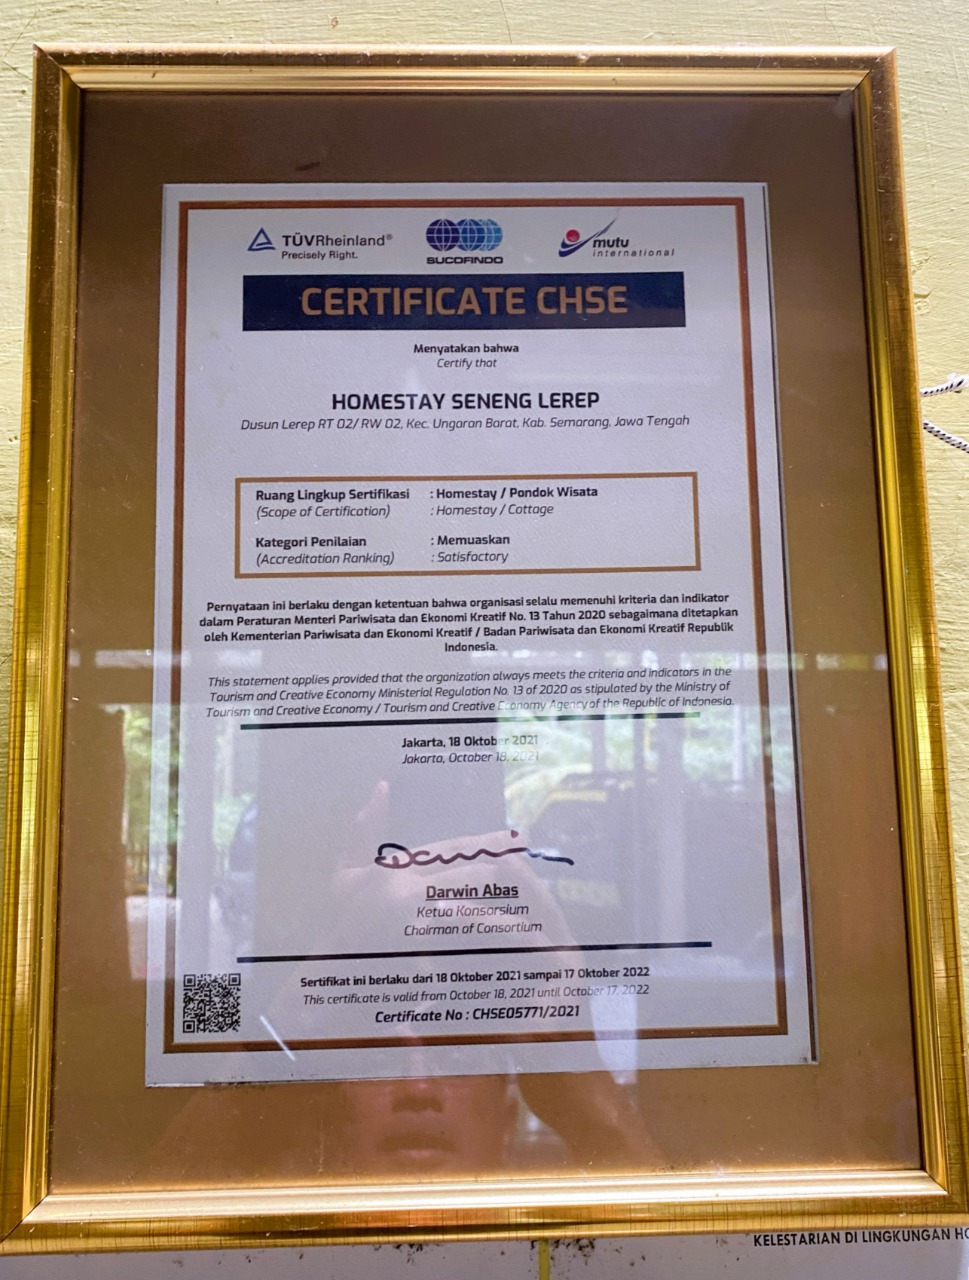 TÜVRheinland®
Precisely Right.
SUCOFINDO
mutu
international
CERTIFICATE CHSE
Menyatakan bahwa
Certify that
HOMESTAY SENENG LEREP
Dusun Lerep RT 02/ RW 02, Kec. Ungaran Barat, Kab. Semarang, Jawa Tengah
Ruang Lingkup Sertifikasi : Homestay / Pondok Wisata
(Scope of Certification) : Homestay / Cottage
Kategori Penilaian : Memuaskan
(Accreditation Ranking) : Satisfactory
Pernyataan ini berlaku dengan ketentuan bahwa organisasi selalu memenuhi kriteria dan indikator
dalam Peraturan Menteri Pariwisata dan Ekonomi Kreatif No. 13 Tahun 2020 sebagaimana ditetapkan
oleh Kementerian Pariwisata dan Ekonomi Kreatif / Badan Pariwisata dan Ekonomi Kreatif Republik
Indonesia.
This statement applies provided that the organization always meets the criteria and indicators in the
Tourism and Creative Economy Ministerial Regulation No. 13 of 2020 as stipulated by the Ministry of
Tourism and Creative Economy / Tourism and Creative Economy Agency of the Republic of Indonesia.
Jakarta, 18 Oktober 2021
Jakarta, October 18, 2021
Darwin Abas
Ketua Konsorsium
Chairman of Consortium
Sertifikat ini berlaku dari 18 Oktober 2021 sampai 17 Oktober 2022
This certificate is valid from October 18, 2021 until October 17, 2022
Certificate No : CHSE05771/2021
KELESTARIAN DI LINGKUNGAN HO